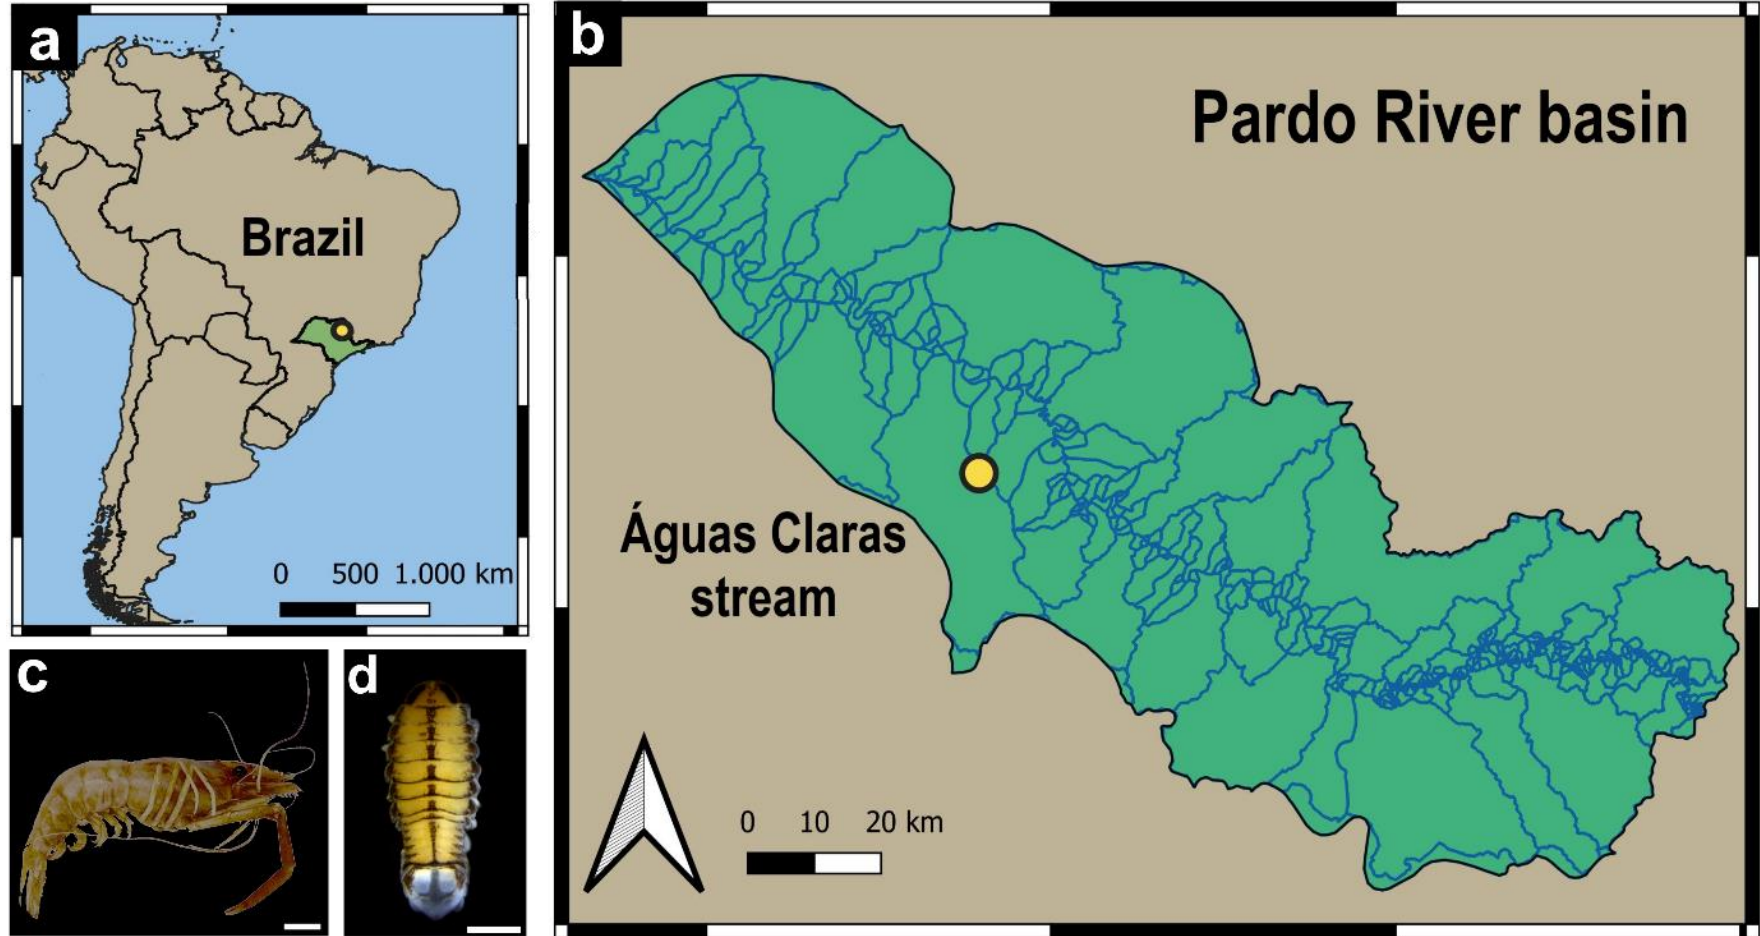 a
Brazil
0 500 1.000 km
b
Pardo River basin
Águas Claras
stream
0 10 20 km
c
d